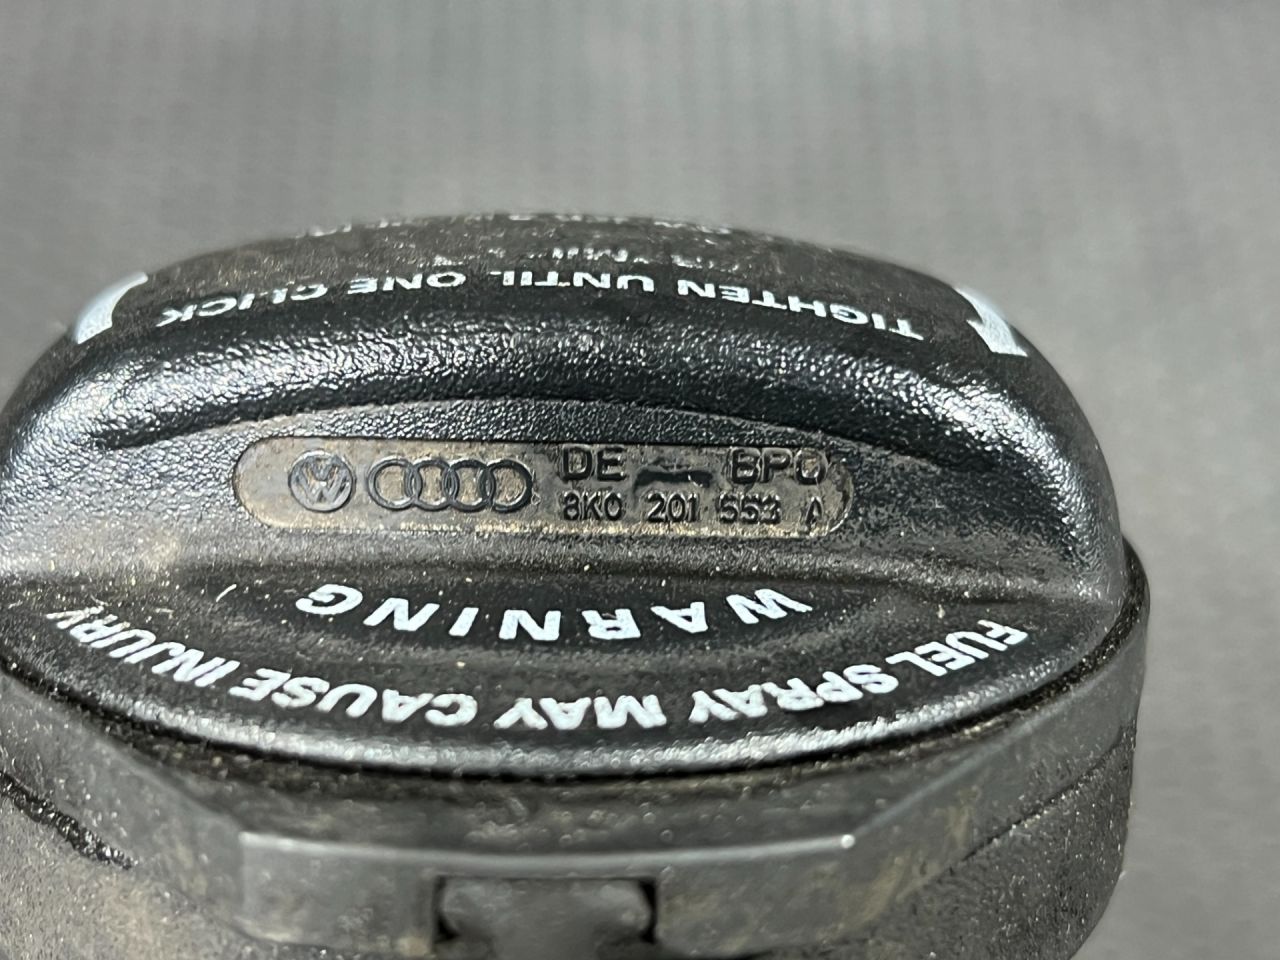 TIGHTEN UNTIL ONE CLICK
DE BPO
8K0 201 553 A
WARNING
FUEL SPRAY MAY CAUSE INJURY